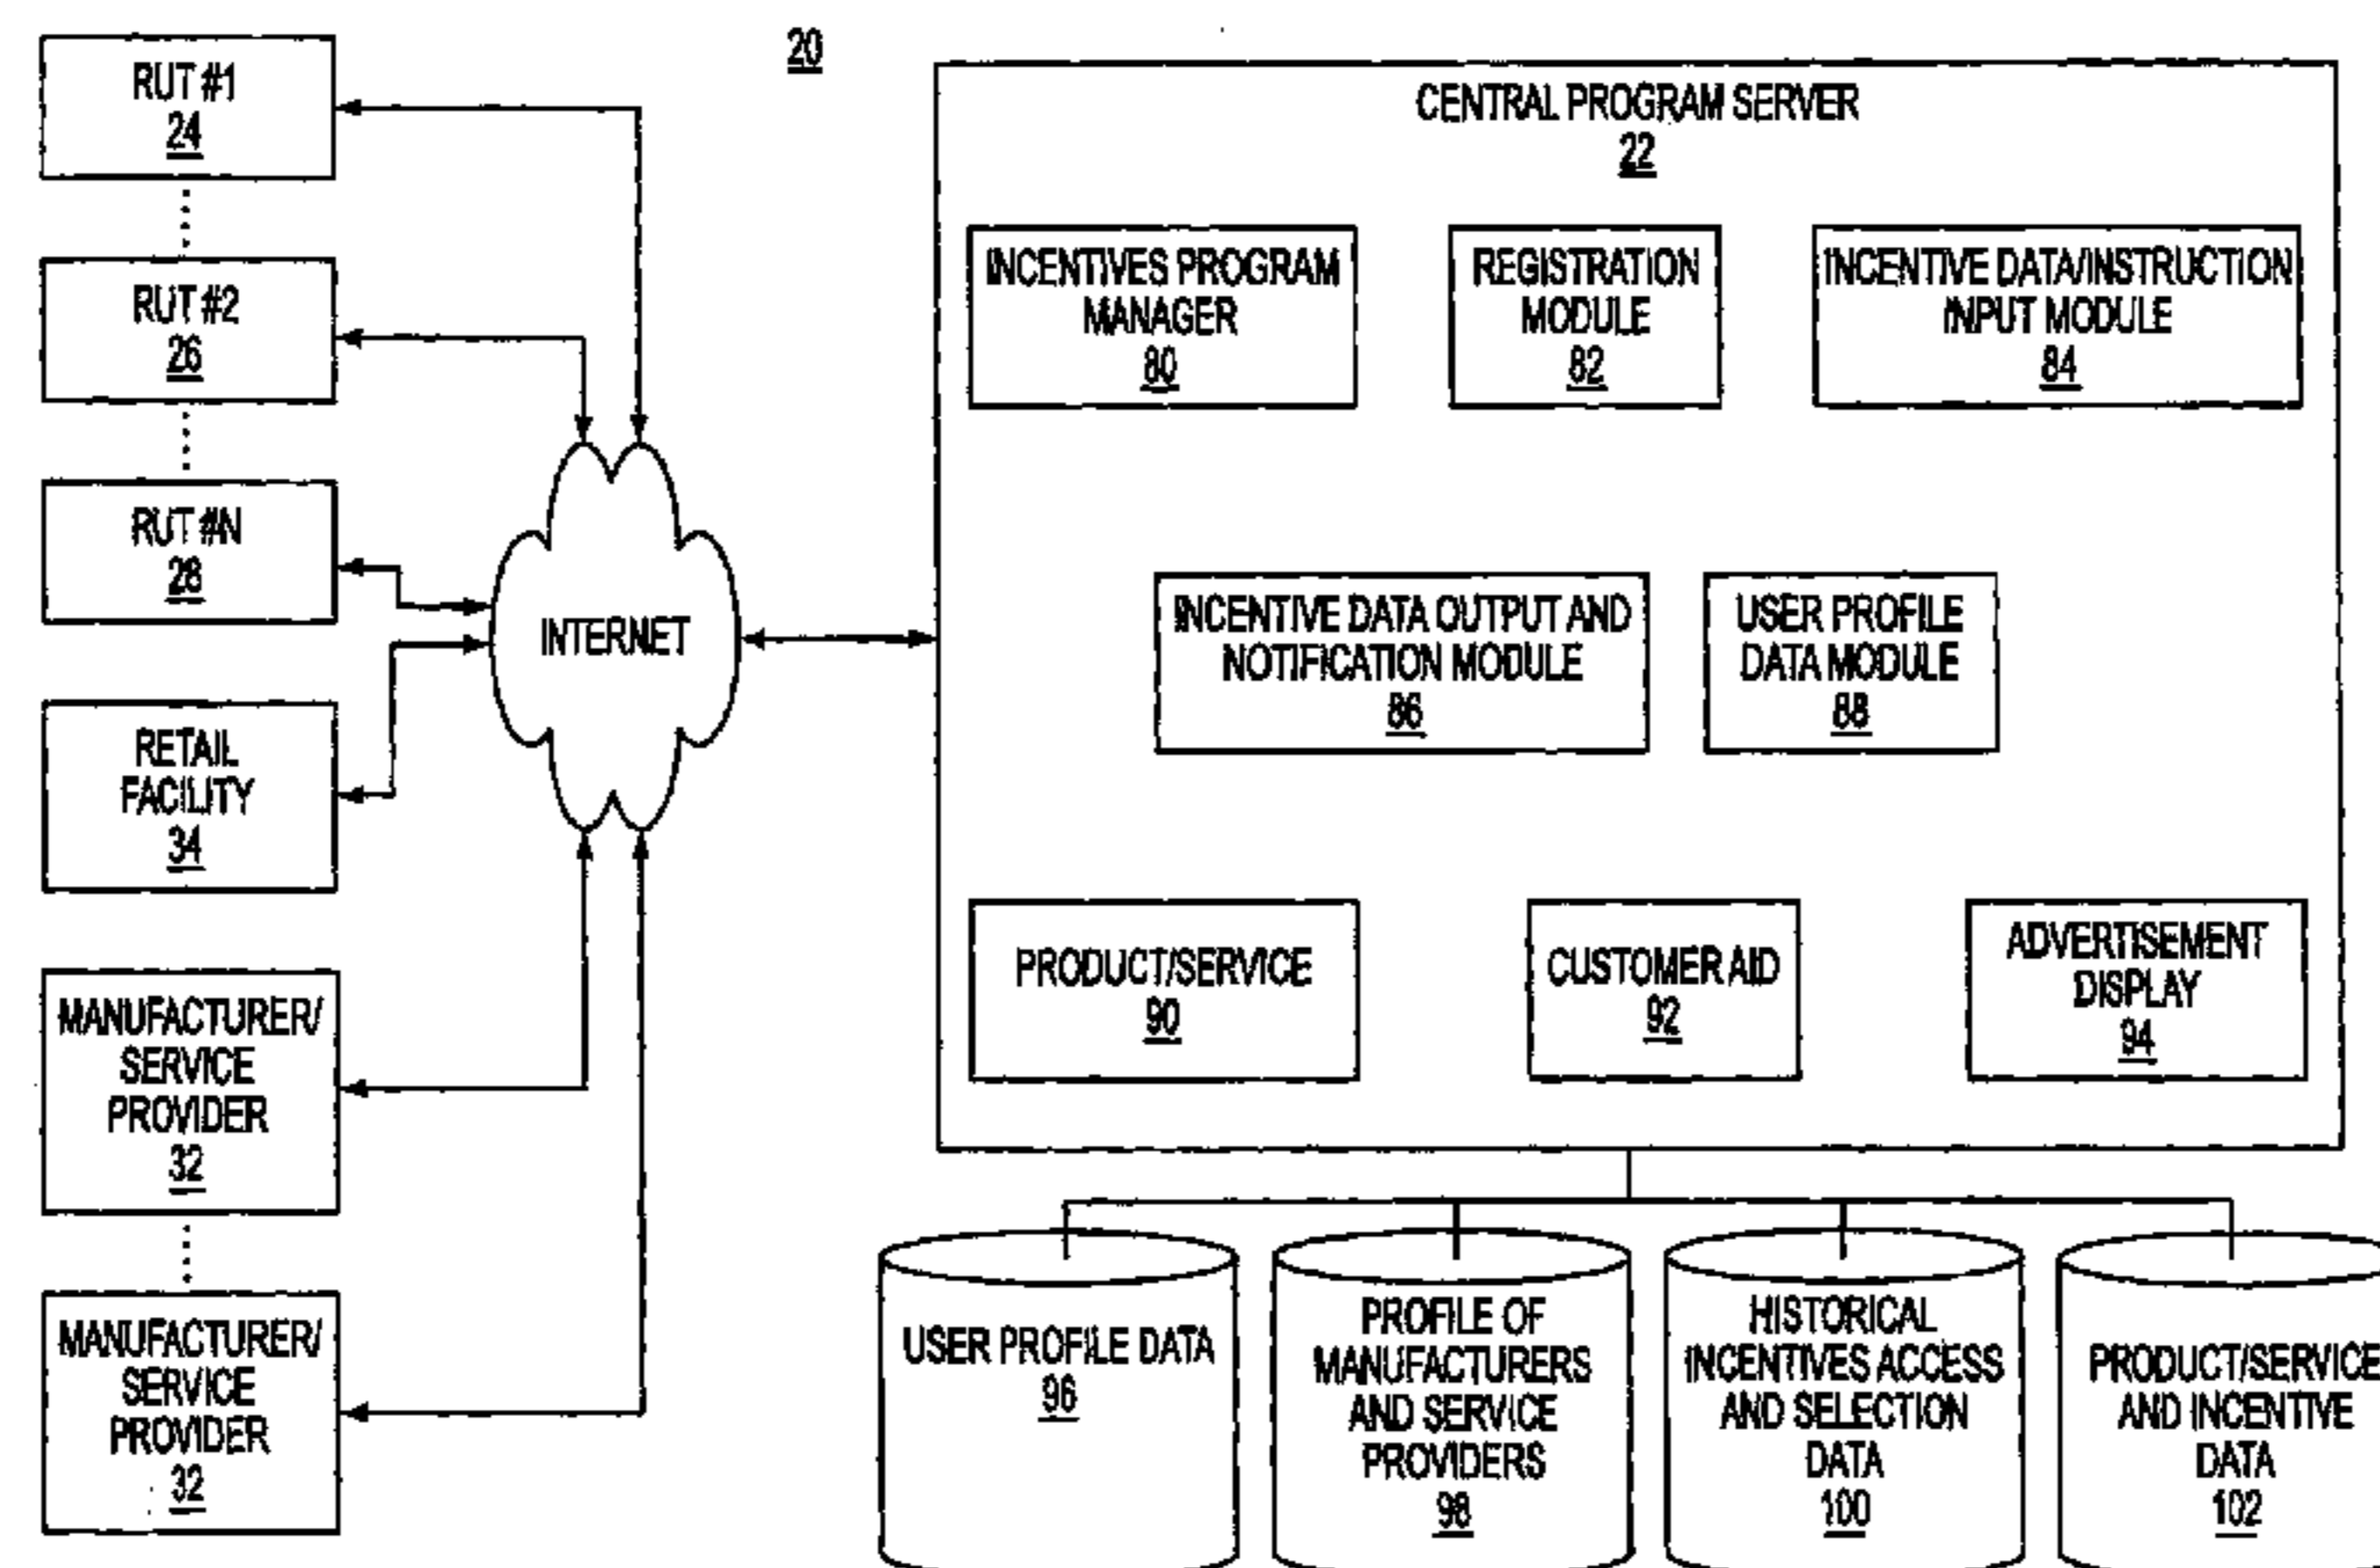 20
RUT #1
24
RUT #2
26
RUT #N
28
RETAIL
FACILITY
34
MANUFACTURER/
SERVICE
PROVIDER
32
MANUFACTURER/
SERVICE
PROVIDER
32
INTERNET
CENTRAL PROGRAM SERVER
22
INCENTIVES PROGRAM
MANAGER
80
REGISTRATION
MODULE
82
INCENTIVE DATA/INSTRUCTION
INPUT MODULE
84
INCENTIVE DATA OUTPUT AND
NOTIFICATION MODULE
86
USER PROFILE
DATA MODULE
88
PRODUCT/SERVICE
90
CUSTOMER AID
92
ADVERTISEMENT
DISPLAY
94
USER PROFILE DATA
96
PROFILE OF
MANUFACTURERS
AND SERVICE
PROVIDERS
98
HISTORICAL
INCENTIVES ACCESS
AND SELECTION
DATA
100
PRODUCT/SERVICE
AND INCENTIVE
DATA
102